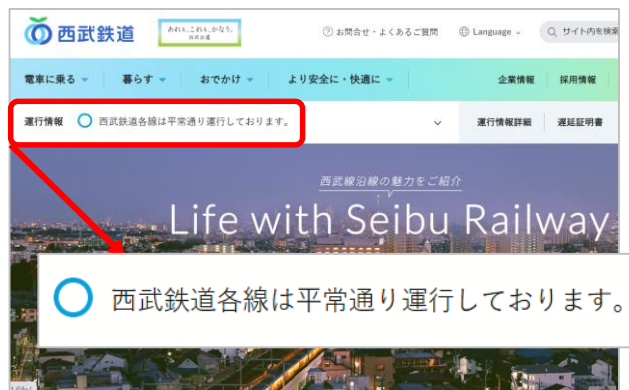 西武鉄道
あれも、これも、かなう。
西武鉄道
お問合せ・よくあるご質問
Language
サイト内を検索
電車に乗る
暮らす
おでかけ
より安全に・快適に
企業情報
採用情報
運行情報
西武鉄道各線は平常通り運行しております。
運行情報詳細
遅延証明書
西武線沿線の魅力をご紹介
Life with Seibu Railway
西武鉄道各線は平常通り運行しております。